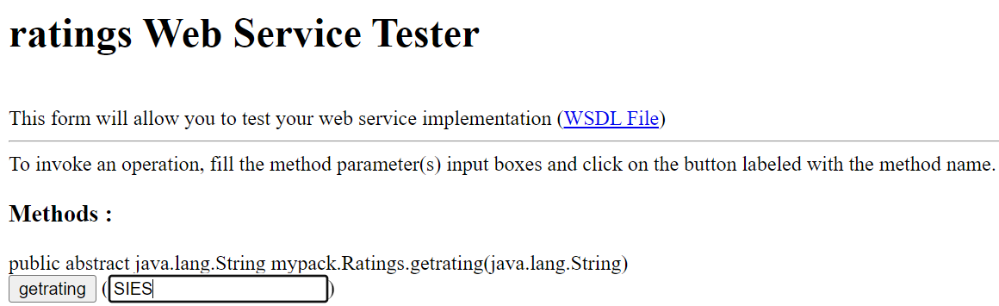 ratings Web Service Tester
This form will allow you to test your web service implementation (WSDL File)
To invoke an operation, fill the method parameter(s) input boxes and click on the button labeled with the method name.
Methods :
public abstract java.lang.String mypack.Ratings.getrating(java.lang.String)
getrating (SIES)